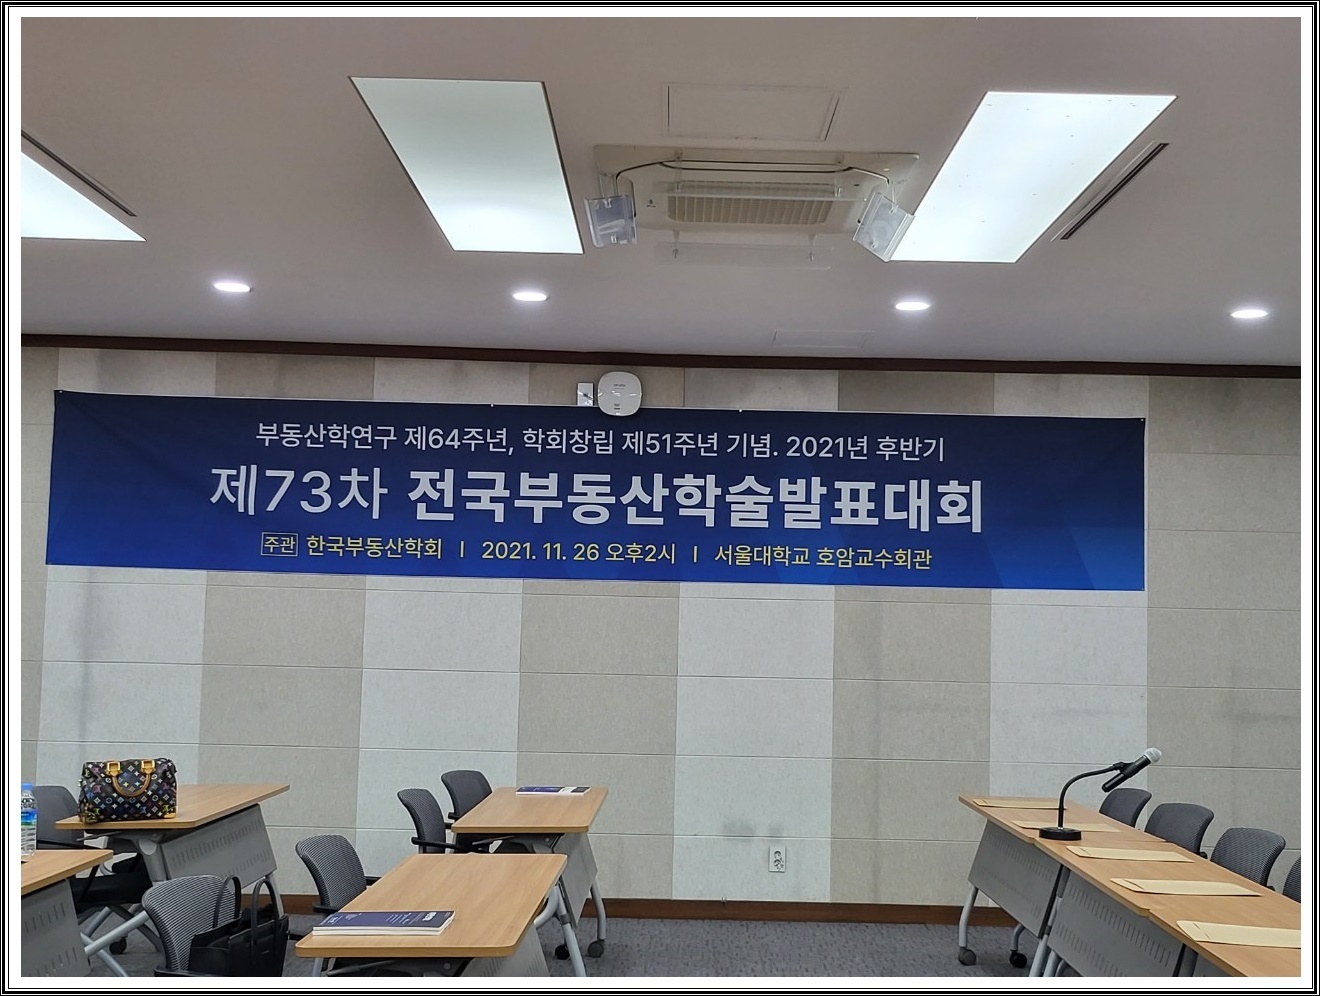 부동산학연구 제64주년, 학회창립 제51주년 기념. 2021년 후반기
제73차 전국부동산학술발표대회
주관 한국부동산학회 | 2021. 11. 26 오후2시 | 서울대학교 호암교수회관